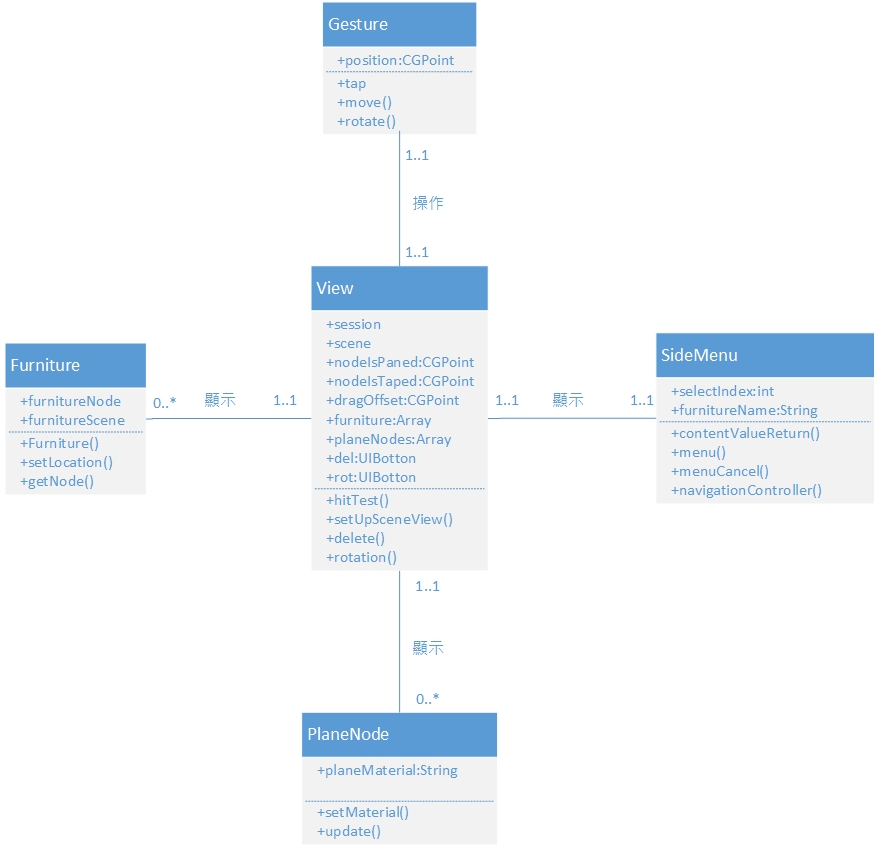 Gesture
+position:CGPoint
+tap
+move()
+rotate()
1..1
操作
1..1
View
+session
+scene
+nodeIsPaned:CGPoint
+nodeIsTaped:CGPoint
+dragOffset:CGPoint
+furniture:Array
+planeNodes:Array
+del:UIBotton
+rot:UIBotton
+hitTest()
+setUpSceneView()
+delete()
+rotation()
Furniture
+furnitureNode
+furnitureScene
+Furniture()
+setLocation()
+getNode()
0..*
顯示
1..1
1..1
顯示
1..1
SideMenu
+selectIndex:int
+furnitureName:String
+contentValueReturn()
+menu()
+menuCancel()
+navigationController()
1..1
顯示
0..*
PlaneNode
+planeMaterial:String
+setMaterial()
+update()